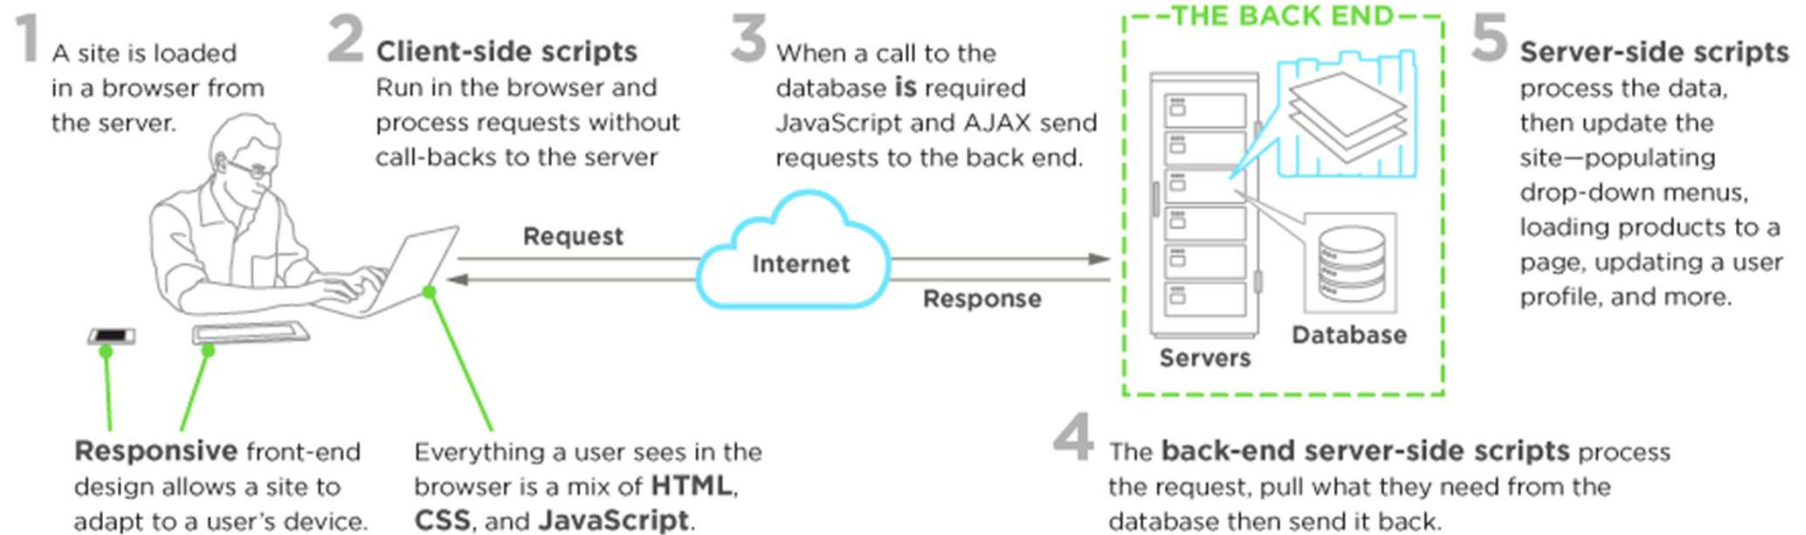 1
A site is loaded
in a browser from
the server.
2
Client-side scripts
Run in the browser and
process requests without
call-backs to the server
3
When a call to the
database is required
JavaScript and AJAX send
requests to the back end.
THE BACK END
5
Server-side scripts
process the data,
then update the
site—populating
drop-down menus,
loading products to a
page, updating a user
profile, and more.
Request
Internet
Response
Servers
Database
Responsive front-end
design allows a site to
adapt to a user's device.
Everything a user sees in the
browser is a mix of HTML,
CSS, and JavaScript.
4
The back-end server-side scripts process
the request, pull what they need from the
database then send it back.